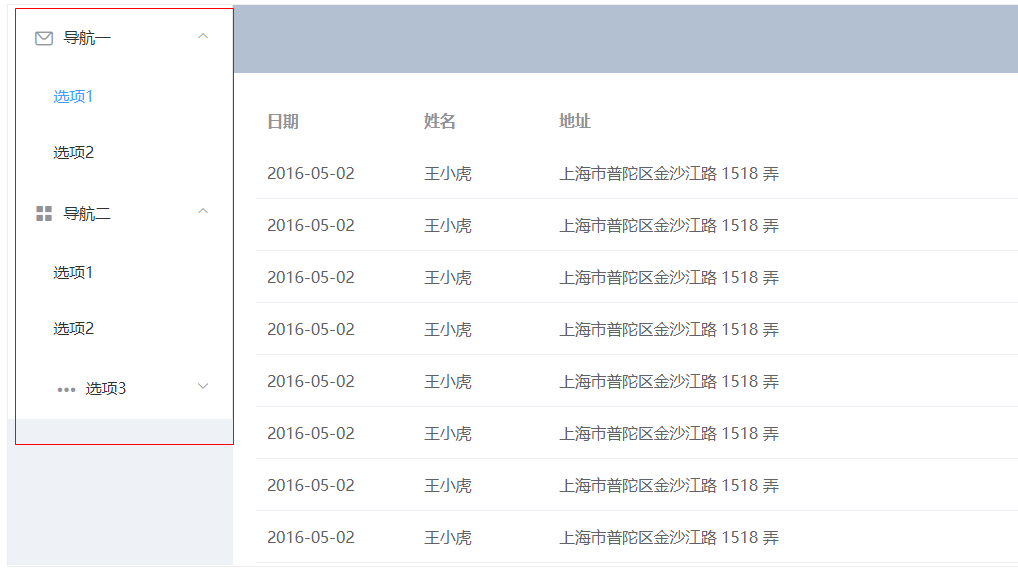 导航一
选项1
选项2
导航二
选项1
选项2
选项3
日期 姓名 地址
2016-05-02 王小虎 上海市普陀区金沙江路 1518 弄
2016-05-02 王小虎 上海市普陀区金沙江路 1518 弄
2016-05-02 王小虎 上海市普陀区金沙江路 1518 弄
2016-05-02 王小虎 上海市普陀区金沙江路 1518 弄
2016-05-02 王小虎 上海市普陀区金沙江路 1518 弄
2016-05-02 王小虎 上海市普陀区金沙江路 1518 弄
2016-05-02 王小虎 上海市普陀区金沙江路 1518 弄
2016-05-02 王小虎 上海市普陀区金沙江路 1518 弄